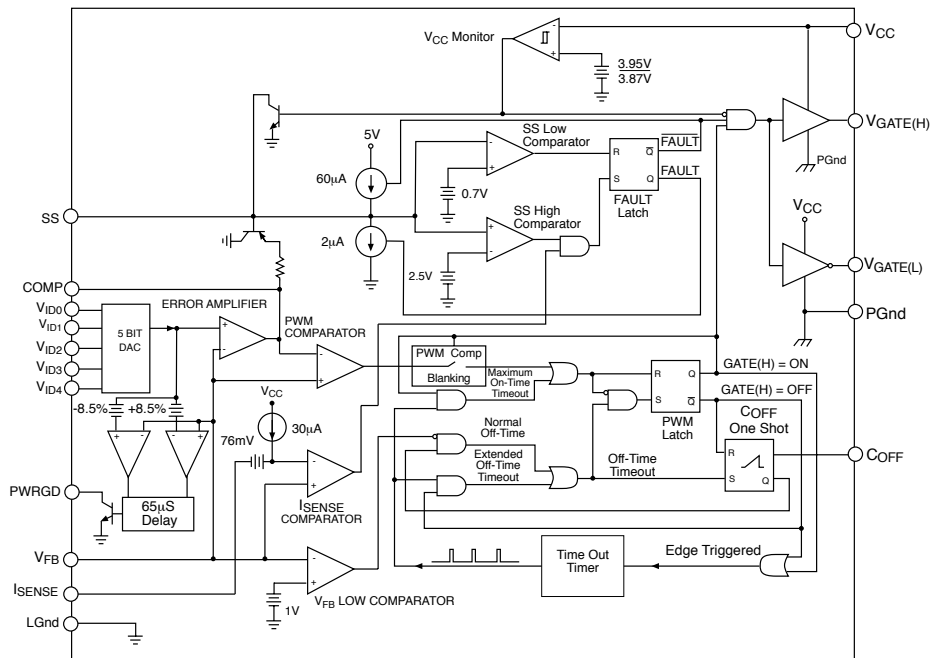 VCC
VCC Monitor
-
+
3.95V
3.87V
VGATE(H)
PGnd
5V
60µA
SS Low
Comparator
-
+
0.7V
R
Q
FAULT
S
Q
FAULT
FAULT
Latch
SS
2µA
SS High
Comparator
+
-
2.5V
VCC
VGATE(L)
PGnd
COMP
VID0
VID1
VID2
VID3
VID4
5 BIT
DAC
ERROR AMPLIFIER
+
-
PWM
COMPARATOR
-
+
PWM Comp
Blanking
Maximum
On-Time
Timeout
R
Q
GATE(H) = ON
S
Q
GATE(H) = OFF
PWM
Latch
COFF
One Shot
R
S
Q
COFF
-8.5%
+8.5%
+
-
-
+
VCC
30µA
76mV
Normal
Off-Time
Extended
Off-Time
Timeout
Off-Time
Timeout
-
+
ISENSE
COMPARATOR
PWRGD
65µS
Delay
VFB
-
+
VFB LOW COMPARATOR
1V
Time Out
Timer
Edge Triggered
ISENSE
LGnd